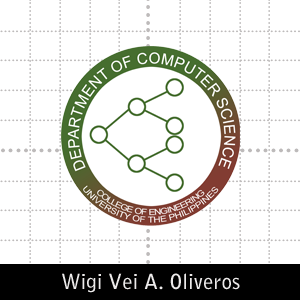 DEPARTMENT OF COMPUTER SCIENCE
COLLEGE OF ENGINEERING
UNIVERSITY OF THE PHILIPPINES
Wigi Vei A. Oliveros